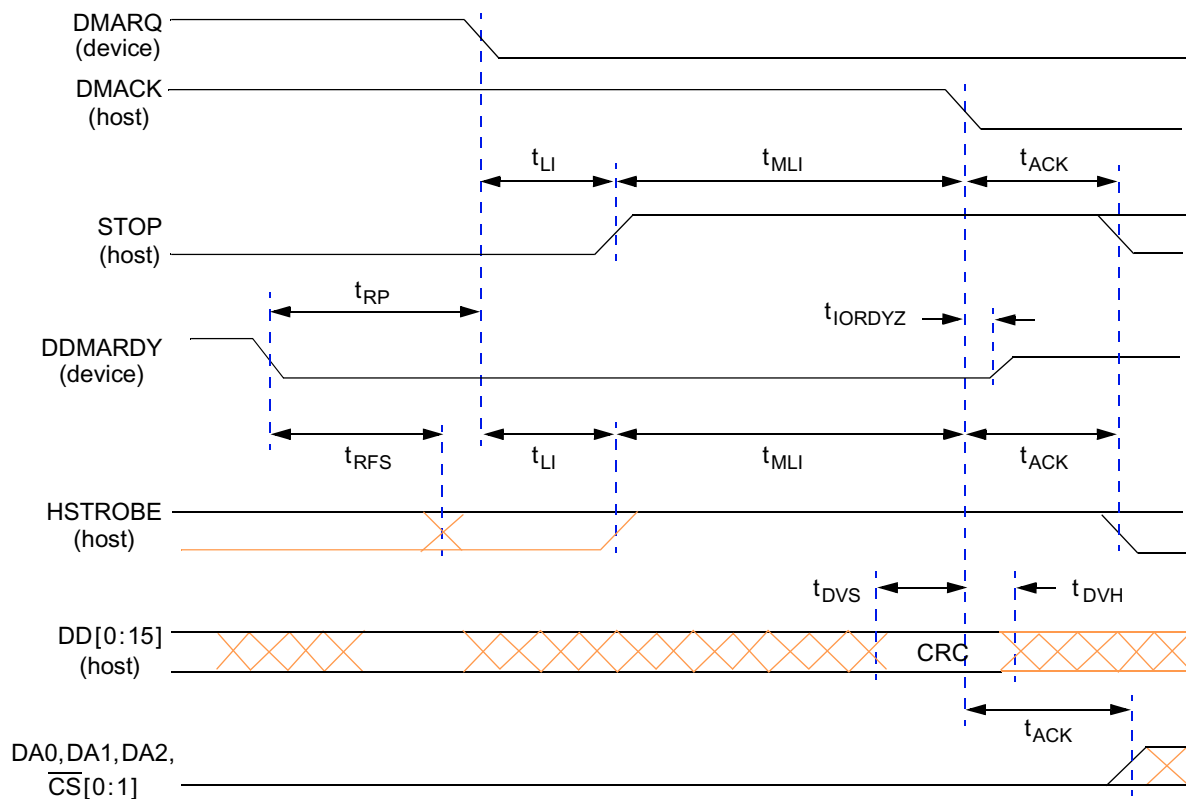 DMARQ
(device)
DMACK
(host)
tLI
tMLI
tACK
STOP
(host)
tRP
tIORDYZ
DDMARDY
(device)
tRFS
tLI
tMLI
tACK
HSTROBE
(host)
tDVS
tDVH
DD[0:15]
(host)
CRC
tACK
DA0,DA1,DA2,
C̅S̅[0:1]